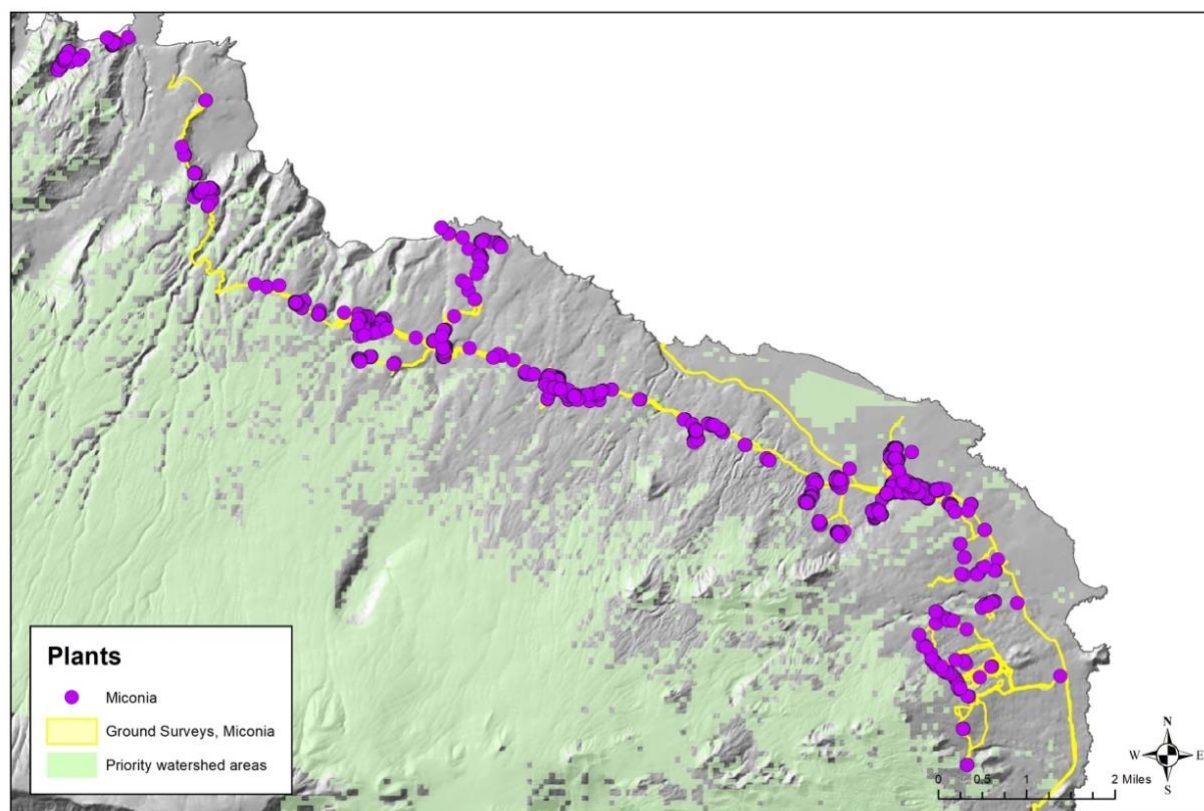 Plants
Miconia
Ground Surveys, Miconia
Priority watershed areas
N
W E
S
0 0.5 1 2 Miles